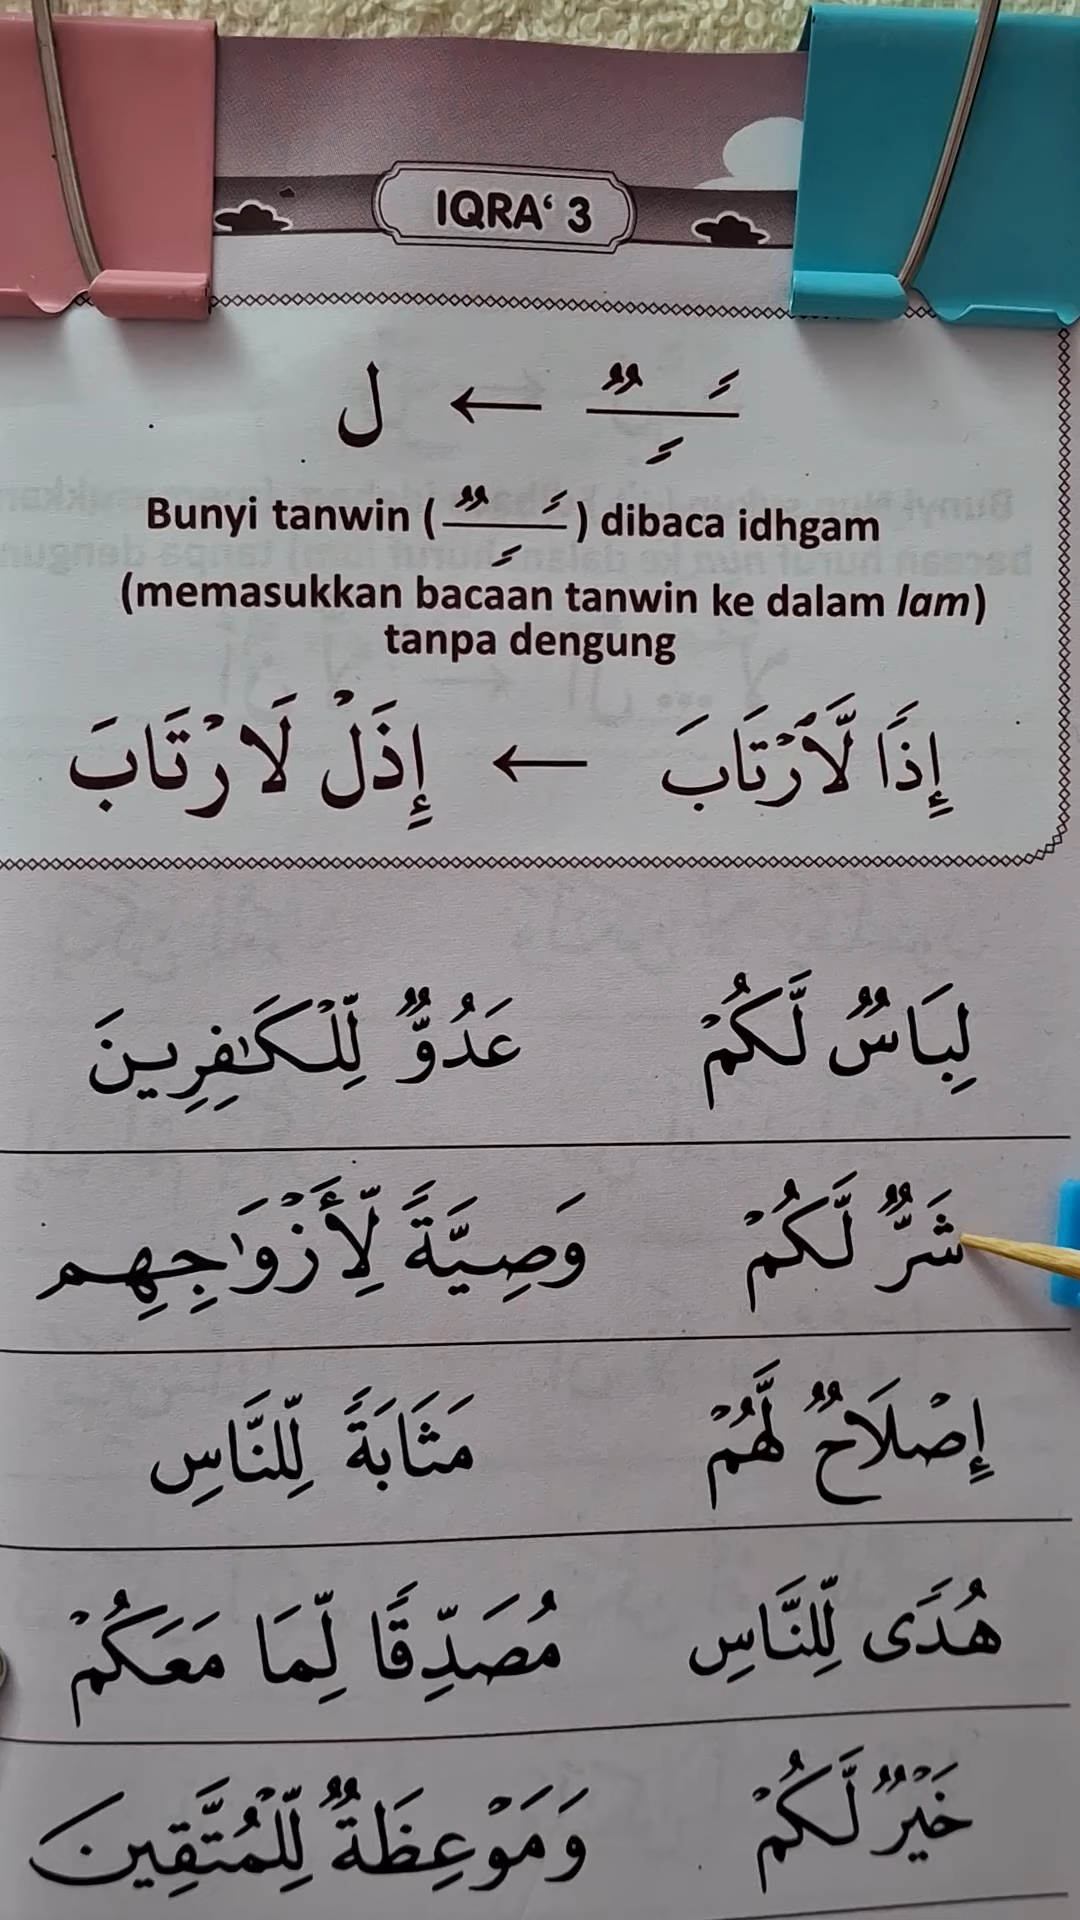 IQRA‘ 3
ـًـٌـٍ ← ل
Bunyi tanwin (ـًـٌـٍ) dibaca idhgam
(memasukkan bacaan tanwin ke dalam lam)
tanpa dengung
إِذًا لَّٱرْتَابَ ← إِذَلْ لَارْتَابَ
لِبَاسٌ لَّكُمْ عَدُوٌّ لِّلْكَـٰفِرِينَ
شَرٌّ لَّكُمْ وَصِيَّةً لِّأَزْوَٰجِهِم
إِصْلَاحٌ لَّهُمْ مَثَابَةً لِّلنَّاسِ
هُدًى لِّلنَّاسِ مُصَدِّقًا لِّمَا مَعَكُمْ
خَيْرٌ لَّكُمْ وَمَوْعِظَةٌ لِّلْمُتَّقِينَ